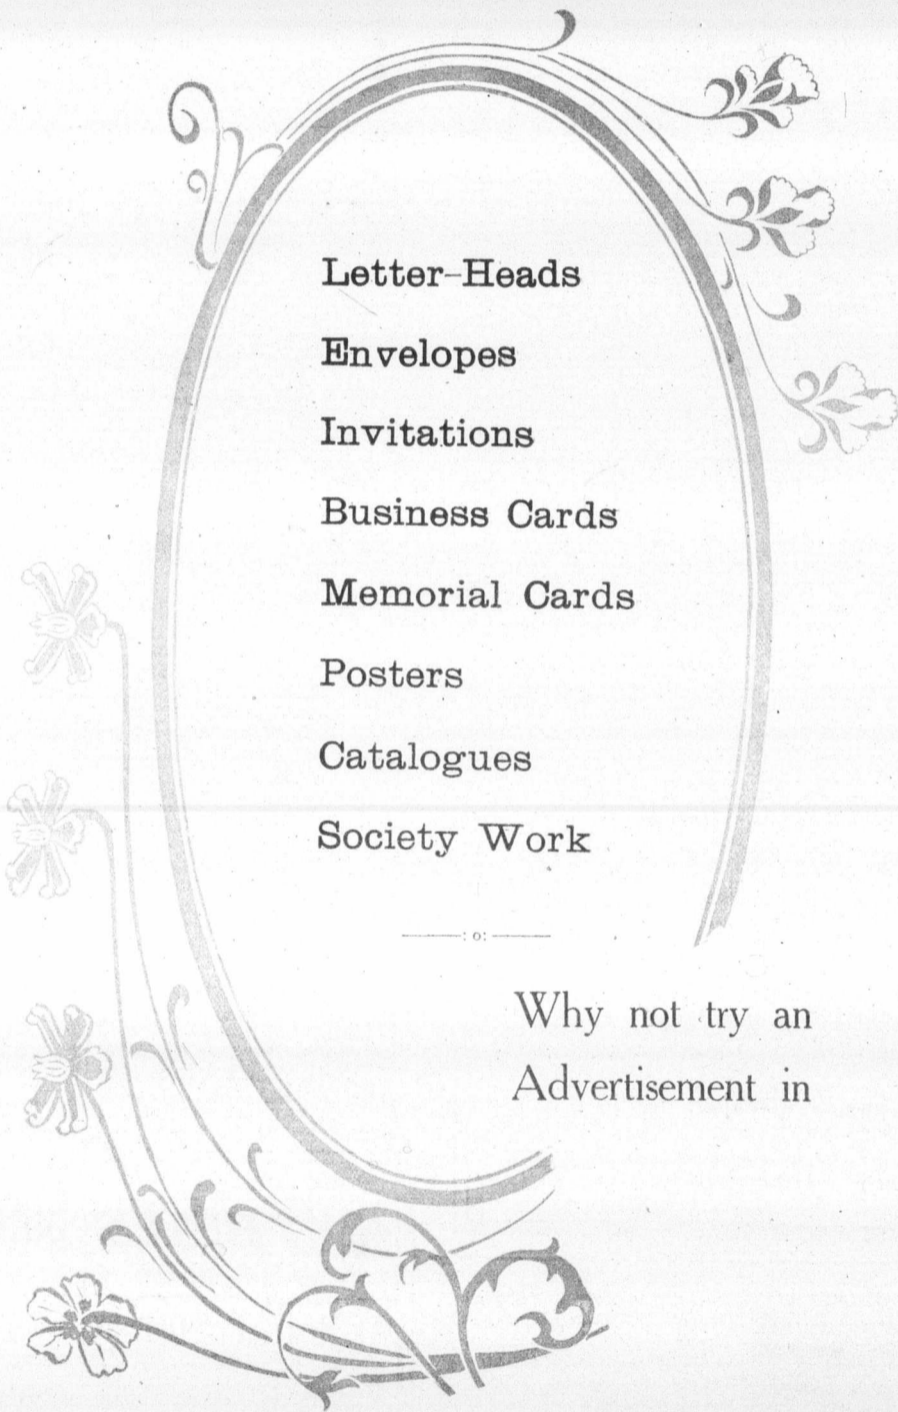 Letter-Heads
Envelopes
Invitations
Business Cards
Memorial Cards
Posters
Catalogues
Society Work
:o:
Why not try an
Advertisement in